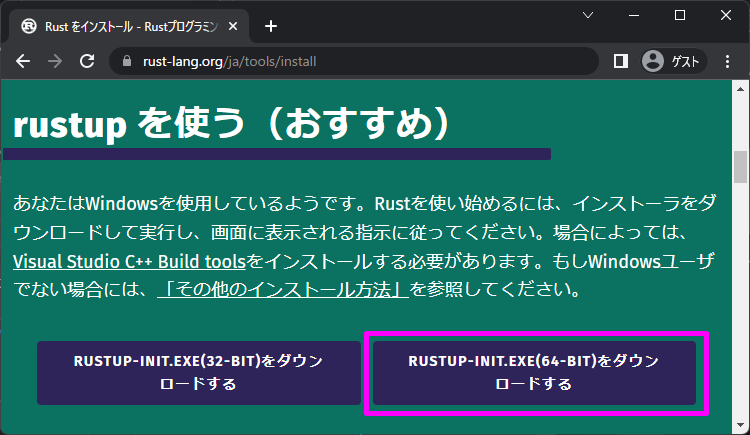 Rust をインストール - Rustプログラミン
rust-lang.org/ja/tools/install
ゲスト
rustup を使う（おすすめ）
あなたはWindowsを使用しているようです。Rustを使い始めるには、インストーラをダ
ウンロードして実行し、画面に表示される指示に従ってください。場合によっては、
Visual Studio C++ Build toolsをインストールする必要があります。もしWindowsユーザ
でない場合には、「その他のインストール方法」を参照してください。
RUSTUP-INIT.EXE(32-BIT)をダウン
ロードする
RUSTUP-INIT.EXE(64-BIT)をダウン
ロードする